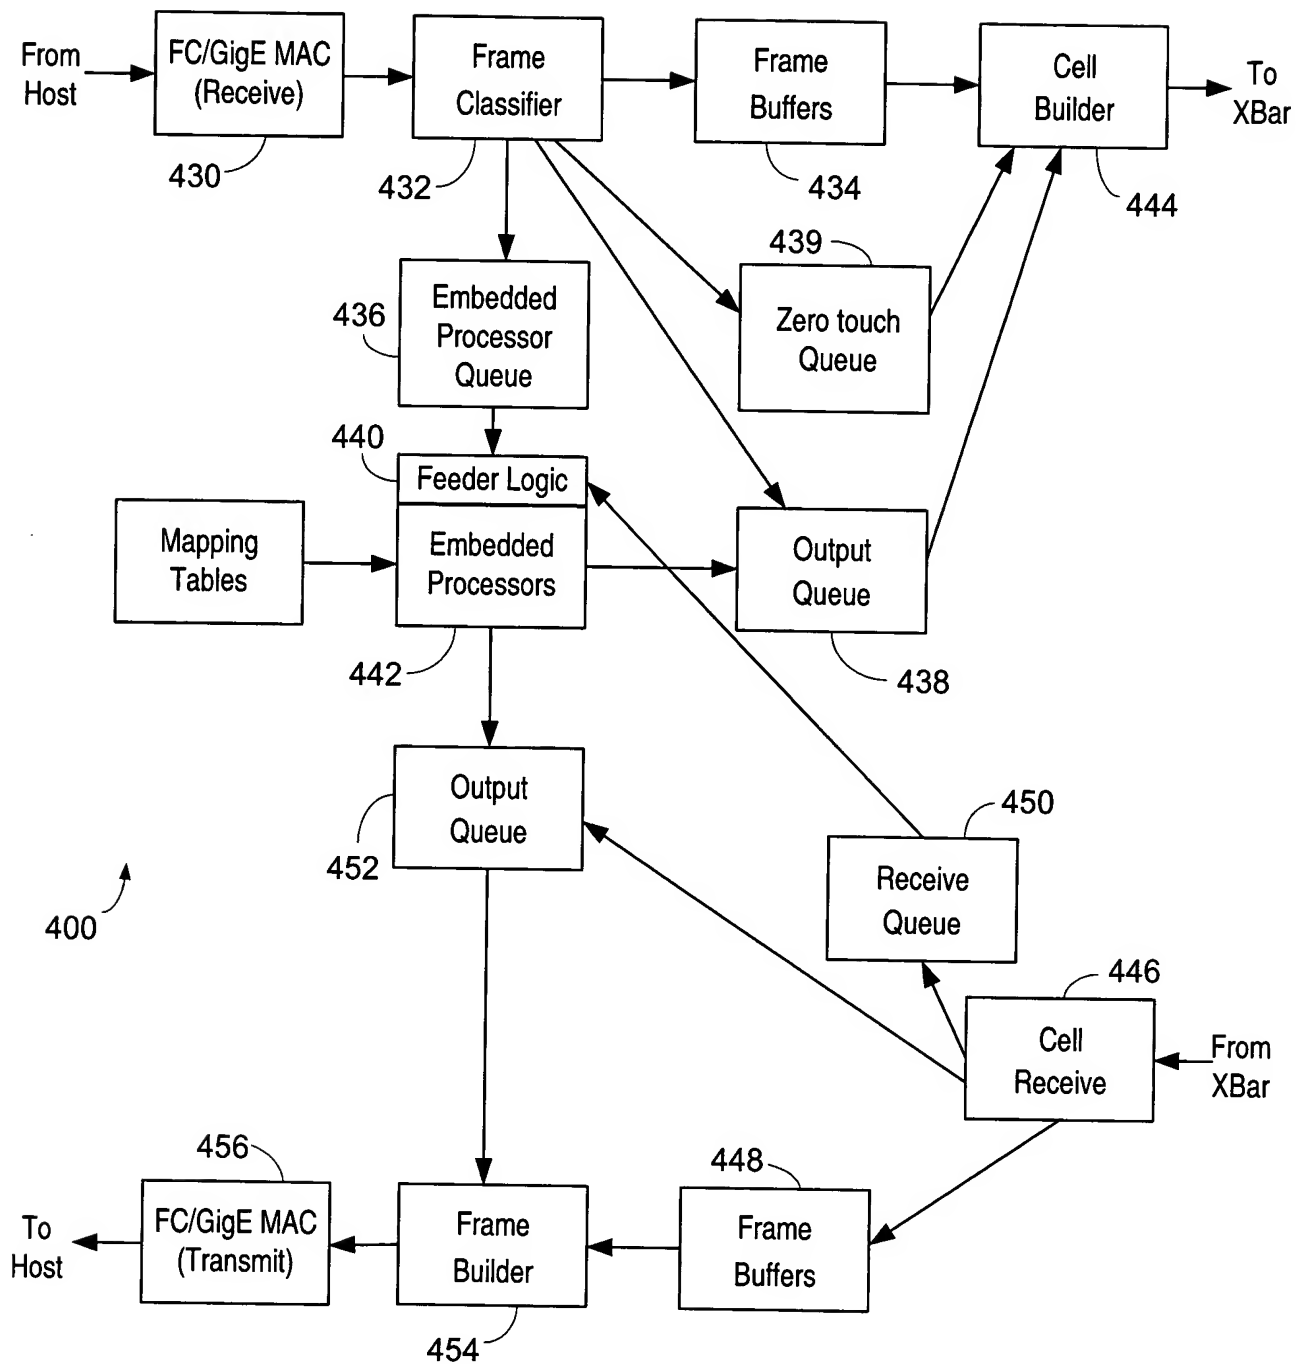 From
Host
FC/GigE MAC
(Receive)
430
Frame
Classifier
432
Frame
Buffers
434
Cell
Builder
444
To
XBar
439
Zero touch
Queue
436
Embedded
Processor
Queue
440
Feeder Logic
Mapping
Tables
Embedded
Processors
442
Output
Queue
438
Output
Queue
452
450
Receive
Queue
400
446
Cell
Receive
From
XBar
456
FC/GigE MAC
(Transmit)
To
Host
Frame
Builder
454
448
Frame
Buffers